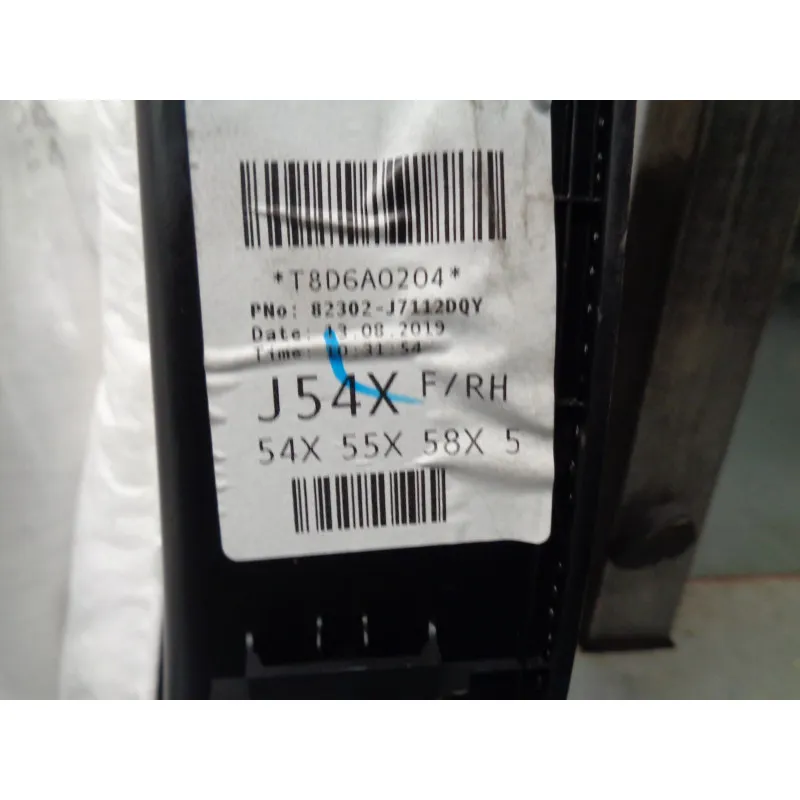 *T8D6A0204*
PNo: 82302-J7112DQY
Date: 13.08.2019
Time: 10:31:54
J54X F/RH
54X 55X 58X 5